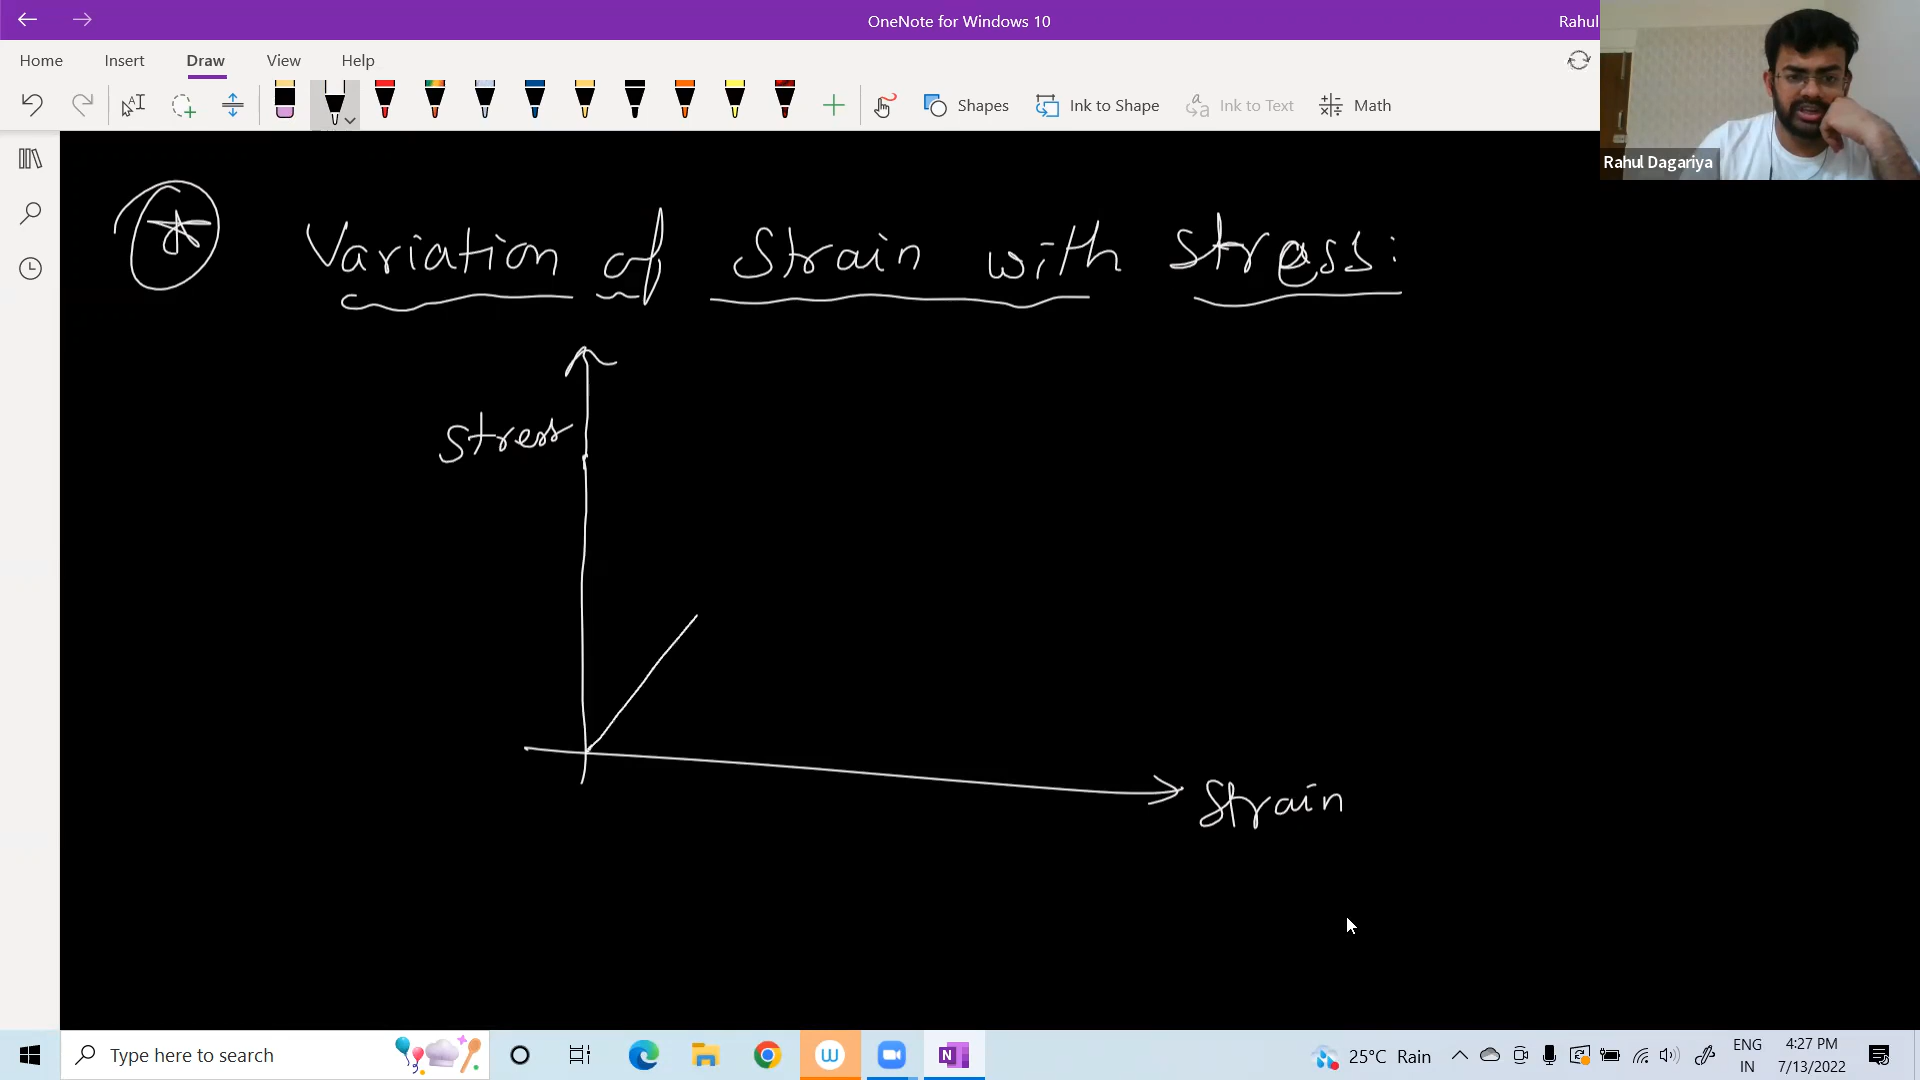 OneNote for Windows 10
Rahul
Home Insert Draw View Help
Shapes Ink to Shape Ink to Text Math
Rahul Dagariya
Variation of Strain with Stress:
Stress
Strain
Type here to search
25°C Rain
ENG
IN
4:27 PM
7/13/2022